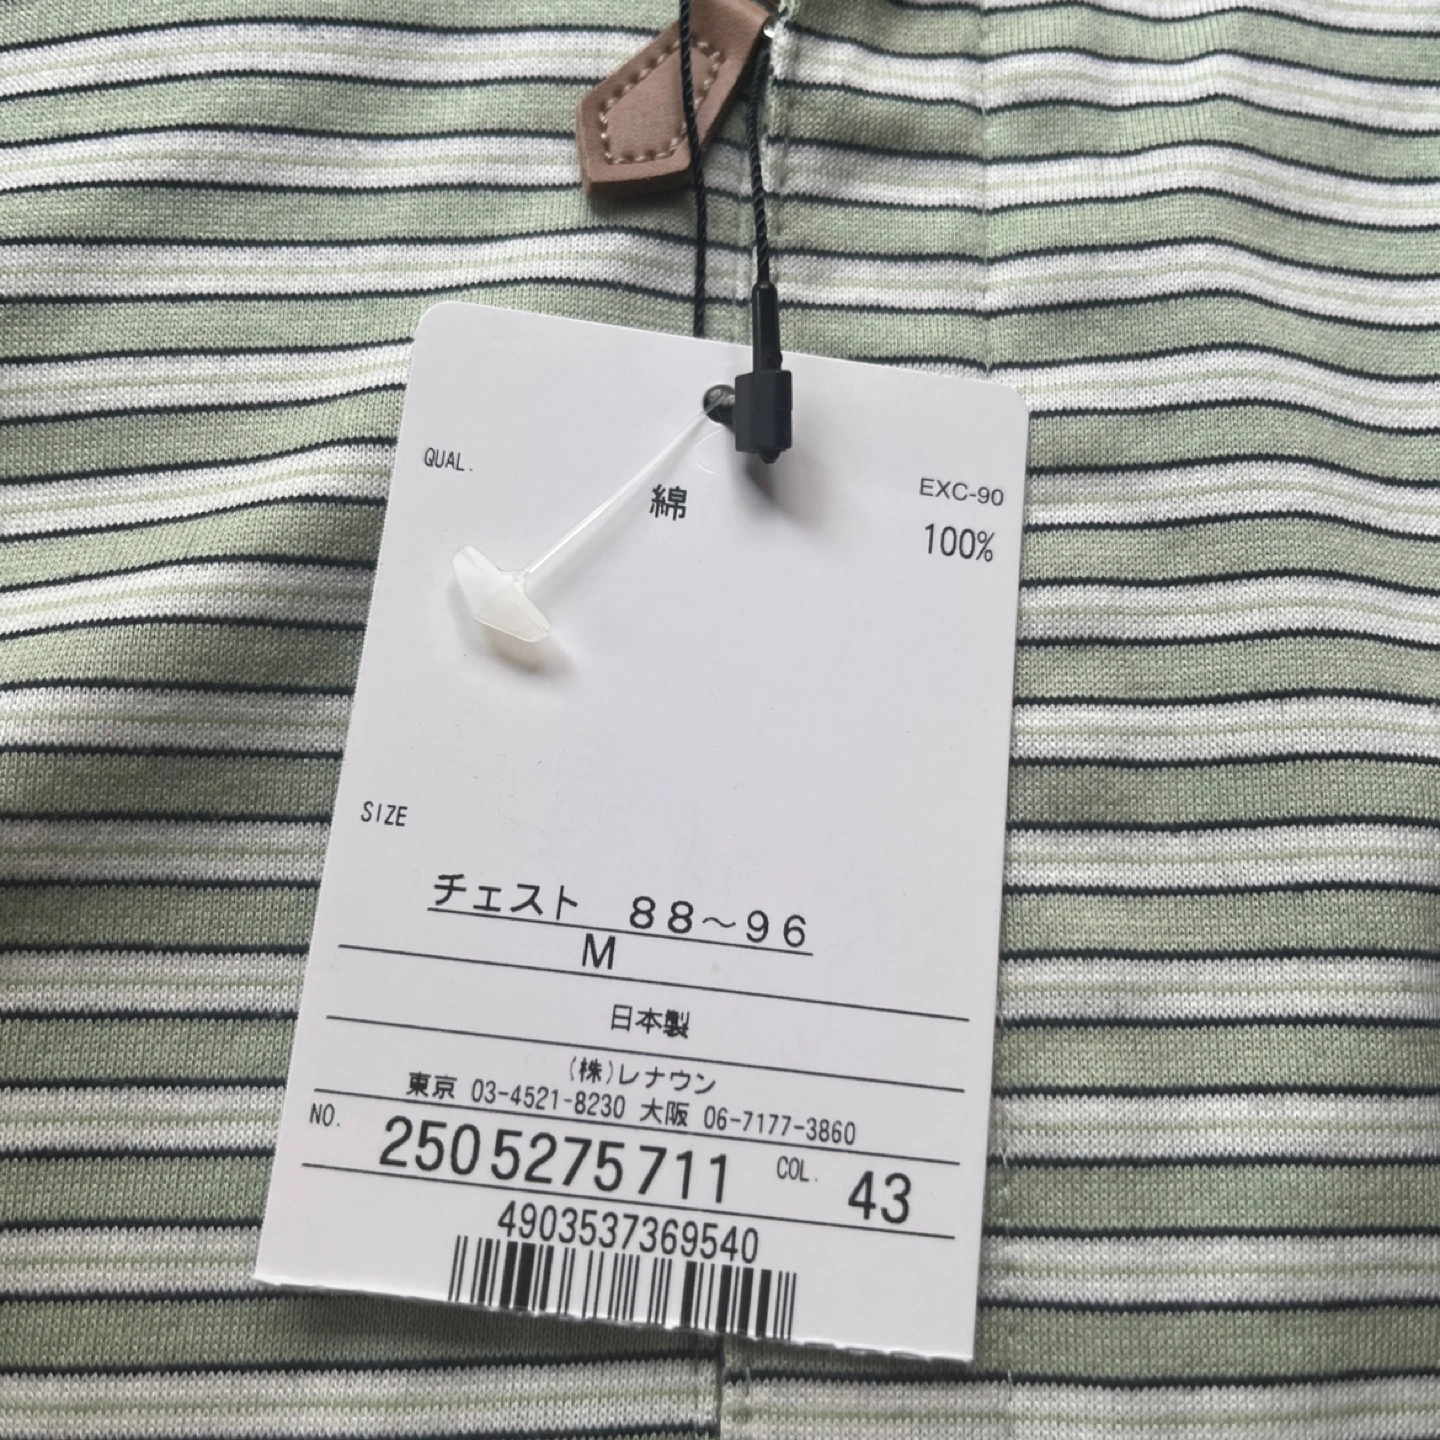 EXC-90
QUAL.
綿 100%
SIZE
チェスト 88~96
M
日本製
(株)レナウン
東京 03-4521-8230 大阪 06-7177-3860
NO. 2505275711 COL. 43
4903537369540